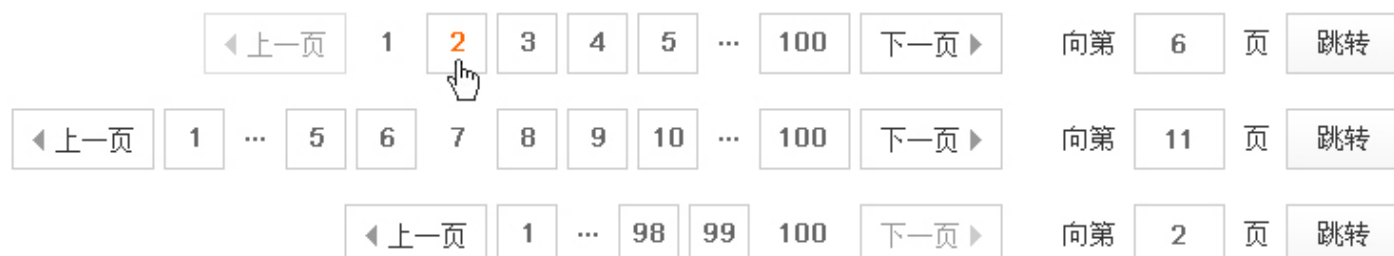 上一页 1 2 3 4 5 ... 100 下一页 向第 6 页 跳转
上一页 1 ... 5 6 7 8 9 10 ... 100 下一页 向第 11 页 跳转
上一页 1 ... 98 99 100 下一页 向第 2 页 跳转